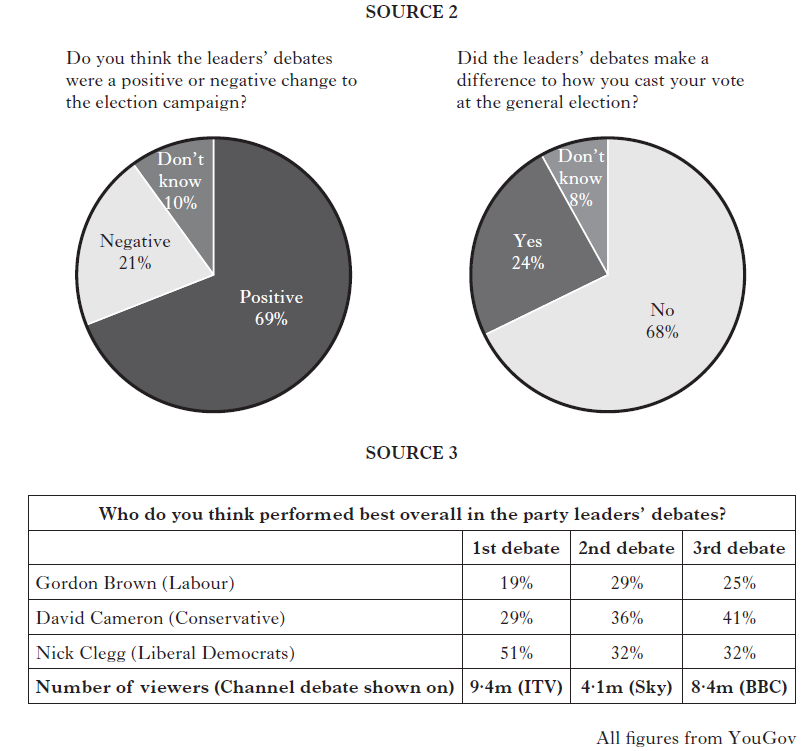 SOURCE 2
Do you think the leaders’ debates
were a positive or negative change to
the election campaign?
Did the leaders’ debates make a
difference to how you cast your vote
at the general election?
Don’t
know
10%
Negative
21%
Positive
69%
Don’t
know
8%
Yes
24%
No
68%
SOURCE 3
Who do you think performed best overall in the party leaders’ debates?
1st debate 2nd debate 3rd debate
Gordon Brown (Labour) 19% 29% 25%
David Cameron (Conservative) 29% 36% 41%
Nick Clegg (Liberal Democrats) 51% 32% 32%
Number of viewers (Channel debate shown on) 9·4m (ITV) 4·1m (Sky) 8·4m (BBC)
All figures from YouGov